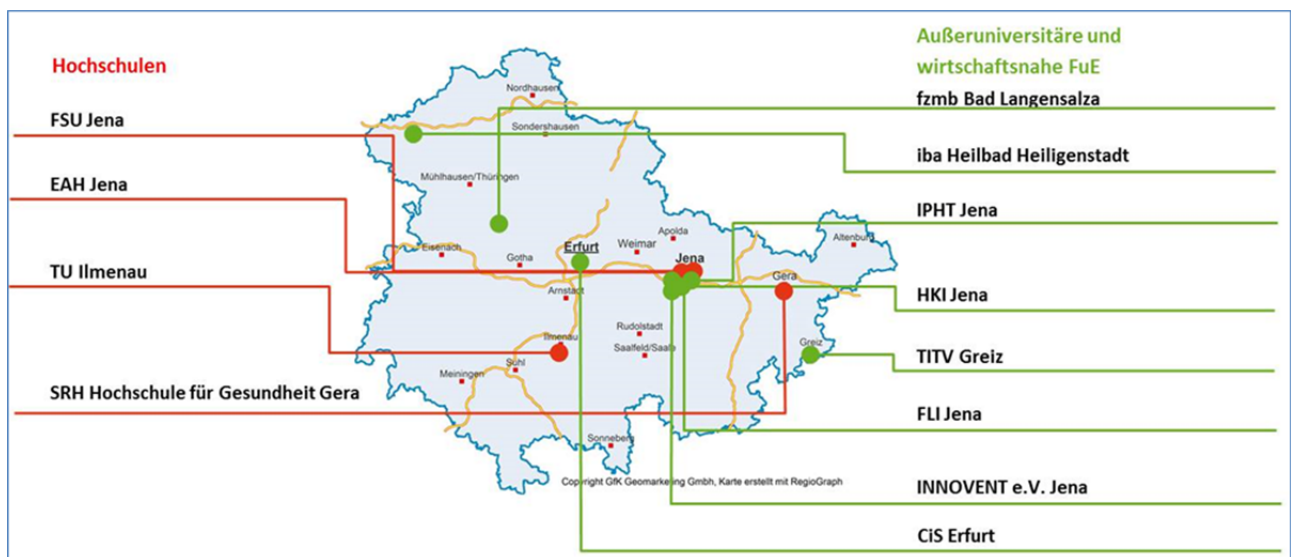 Hochschulen
FSU Jena
EAH Jena
TU Ilmenau
SRH Hochschule für Gesundheit Gera
Nordhausen
Sondershausen
Mühlhausen/Thüringen
Eisenach
Gotha
Erfurt
Weimar
Apolda
Jena
Gera
Altenburg
Arnstadt
Ilmenau
Rudolstadt
Saalfeld/Saale
Greiz
Suhl
Meiningen
Sonneberg
Copyright GfK Geomarketing Gmbh, Karte erstellt mit RegioGraph
Außeruniversitäre und
wirtschaftsnahe FuE
fzmb Bad Langensalza
iba Heilbad Heiligenstadt
IPHT Jena
HKI Jena
TITV Greiz
FLI Jena
INNOVENT e.V. Jena
CiS Erfurt